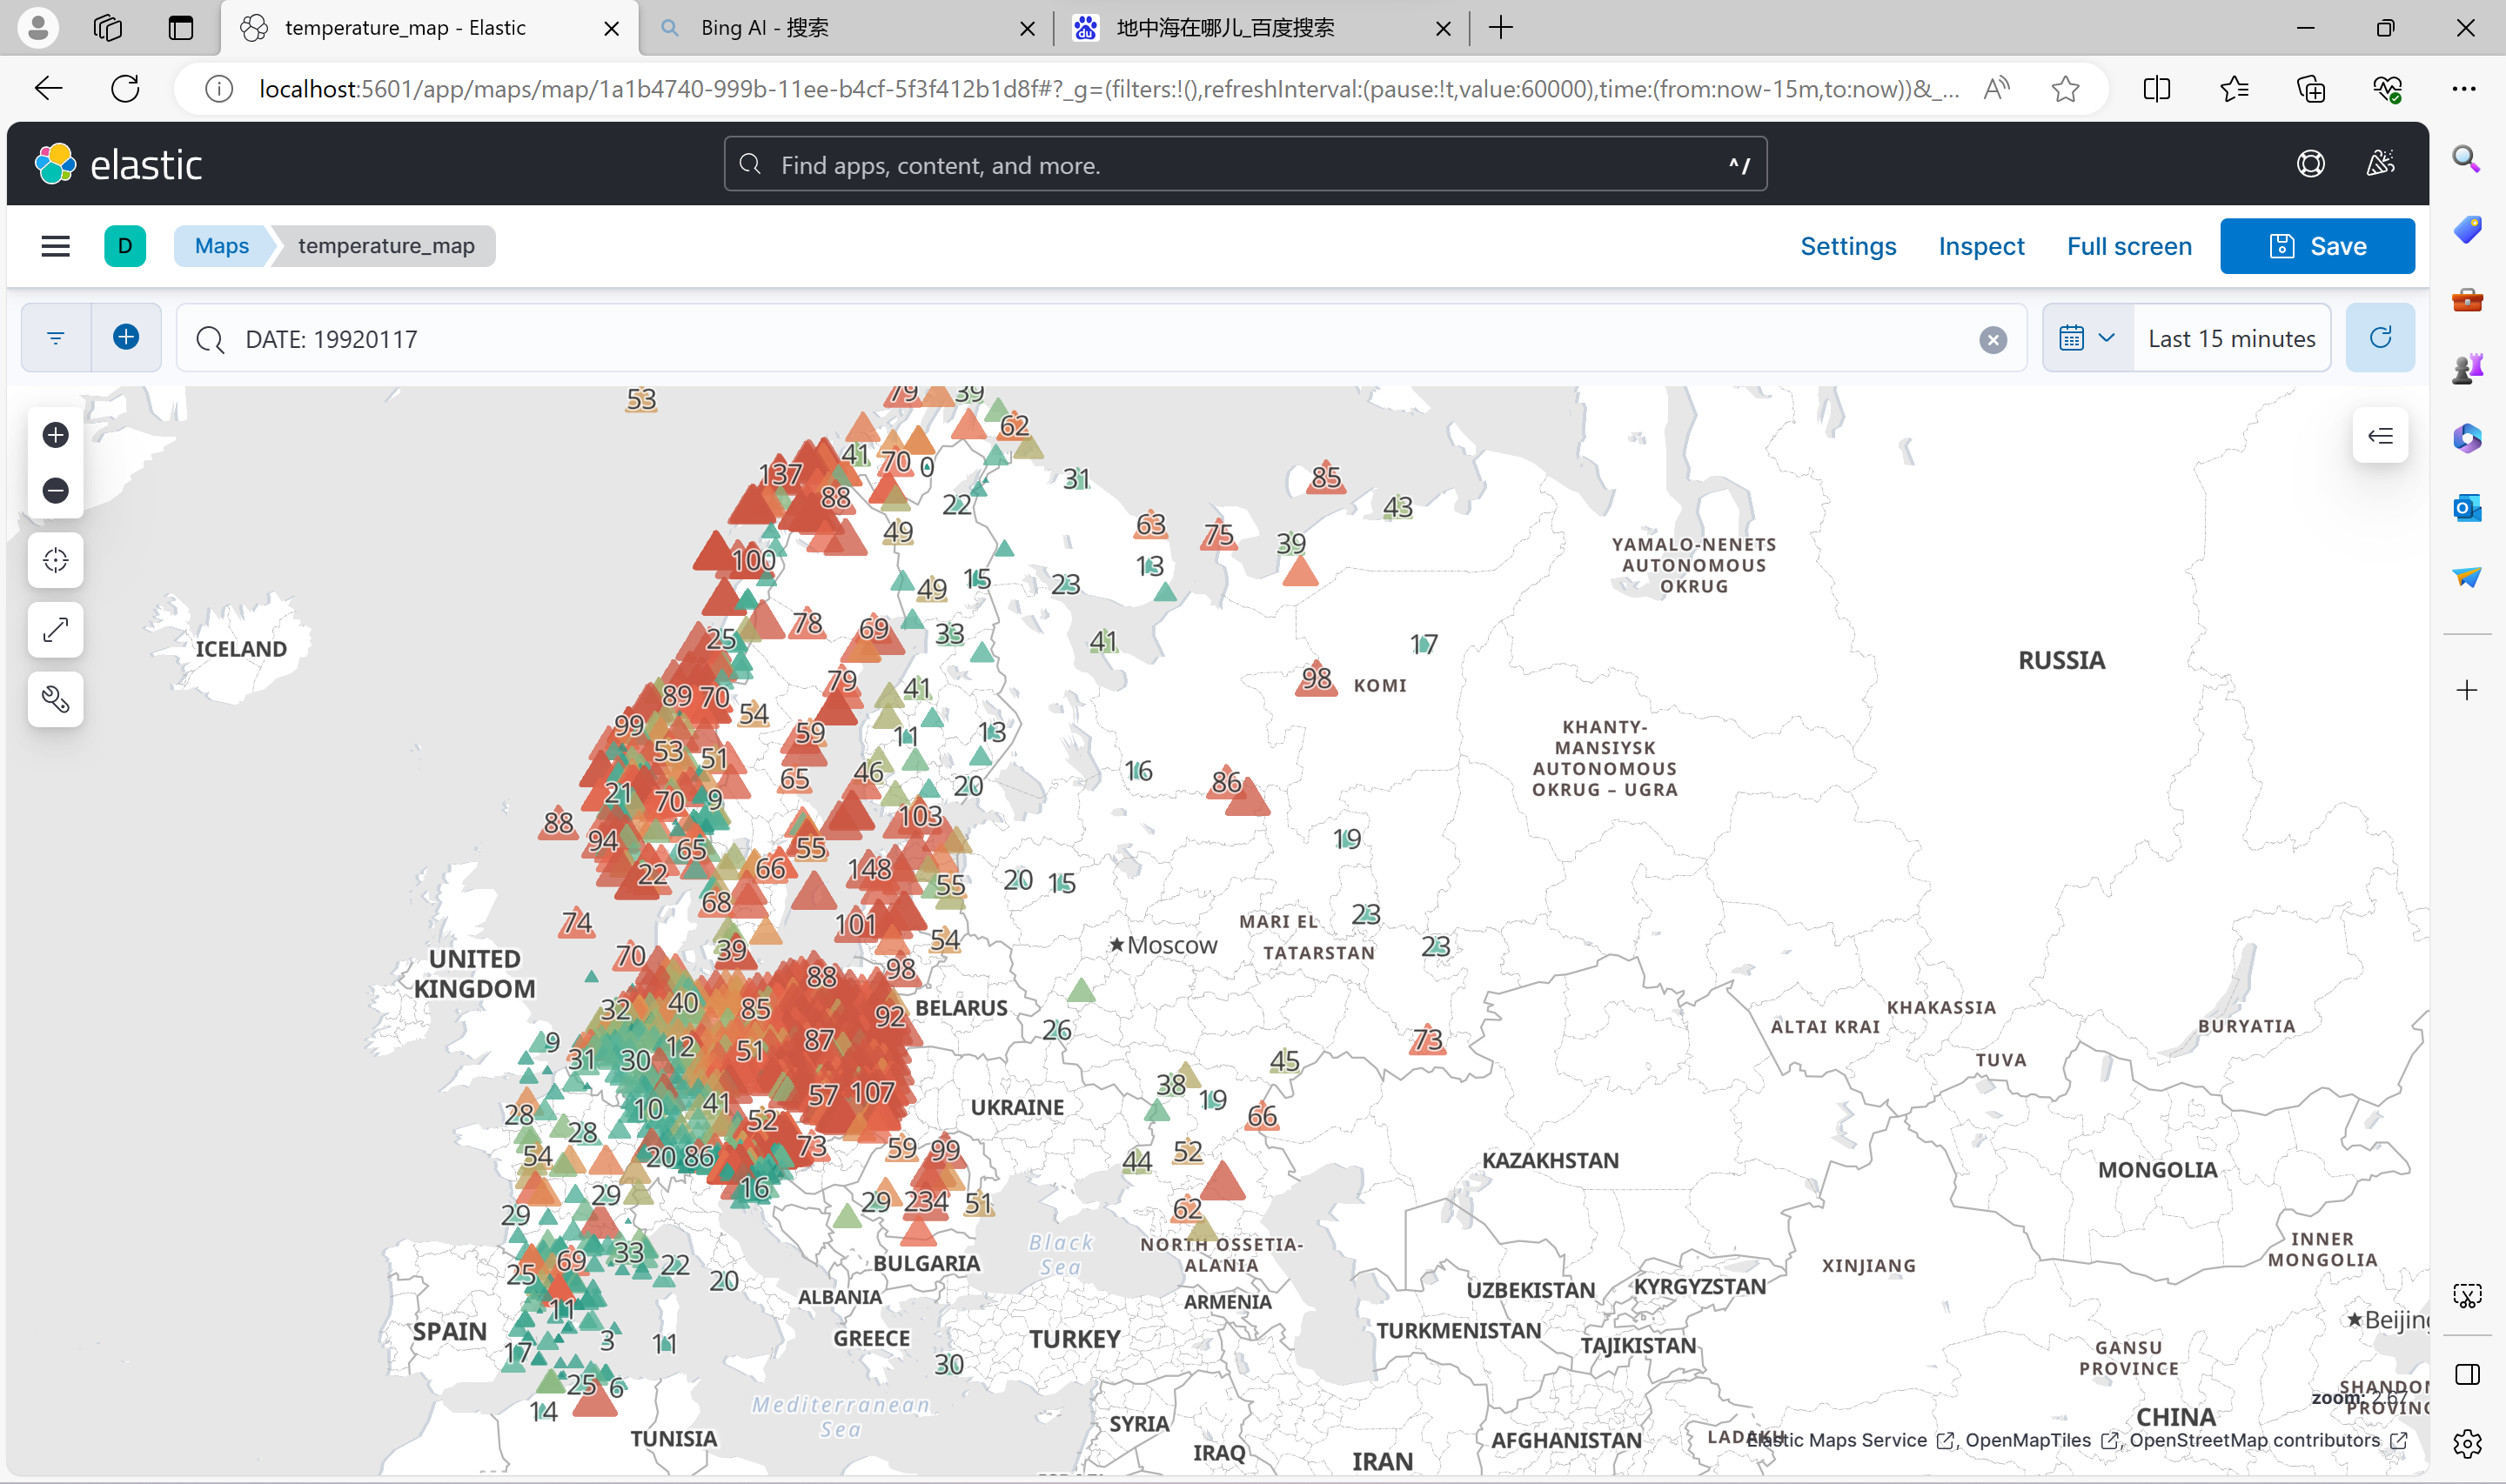 temperature_map - Elastic
Bing AI - 搜索
地中海在哪儿_百度搜索
localhost:5601/app/maps/map/1a1b4740-999b-11ee-b4cf-5f3f412b1d8f#?_g=(filters:!(),refreshInterval:(pause:!t,value:60000),time:(from:now-15m,to:now))&_...
elastic
Find apps, content, and more.
^/
D
Maps
temperature_map
Settings
Inspect
Full screen
Save
DATE: 19920117
Last 15 minutes
53
79
39
62
137
41
70
0
88
22
31
85
43
49
63
75
39
100
13
YAMALO-NENETS
AUTONOMOUS
OKRUG
49
15
23
78
69
33
25
41
17
ICELAND
RUSSIA
98
KOMI
79
41
89
70
54
99
59
11
13
53
51
KHANTY-
MANSIYSK
AUTONOMOUS
OKRUG – UGRA
65
46
20
16
86
21
70
9
88
103
94
65
55
19
22
66
148
55
20
15
68
74
101
23
MARI EL
54
Moscow
TATARSTAN
23
39
70
UNITED
KINGDOM
98
88
32
40
85
92
BELARUS
KHAKASSIA
ALTAI KRAI
BURYATIA
26
9
31
30
12
51
87
73
45
TUVA
38
19
57
107
10
41
28
52
UKRAINE
66
28
54
20
86
73
59
99
44
52
KAZAKHSTAN
MONGOLIA
16
29
29
234
51
62
29
Black
Sea
NORTH OSSETIA-
ALANIA
INNER
MONGOLIA
69
33
22
25
20
BULGARIA
XINJIANG
UZBEKISTAN
KYRGYZSTAN
ALBANIA
ARMENIA
11
SPAIN
3
11
GREECE
TURKEY
TURKMENISTAN
TAJIKISTAN
Beijing
17
30
GANSU
PROVINCE
25
6
14
Mediterranean
Sea
zoom: 2.67
SYRIA
CHINA
TUNISIA
IRAQ
IRAN
AFGHANISTAN
Elastic Maps Service , OpenMapTiles , OpenStreetMap contributors